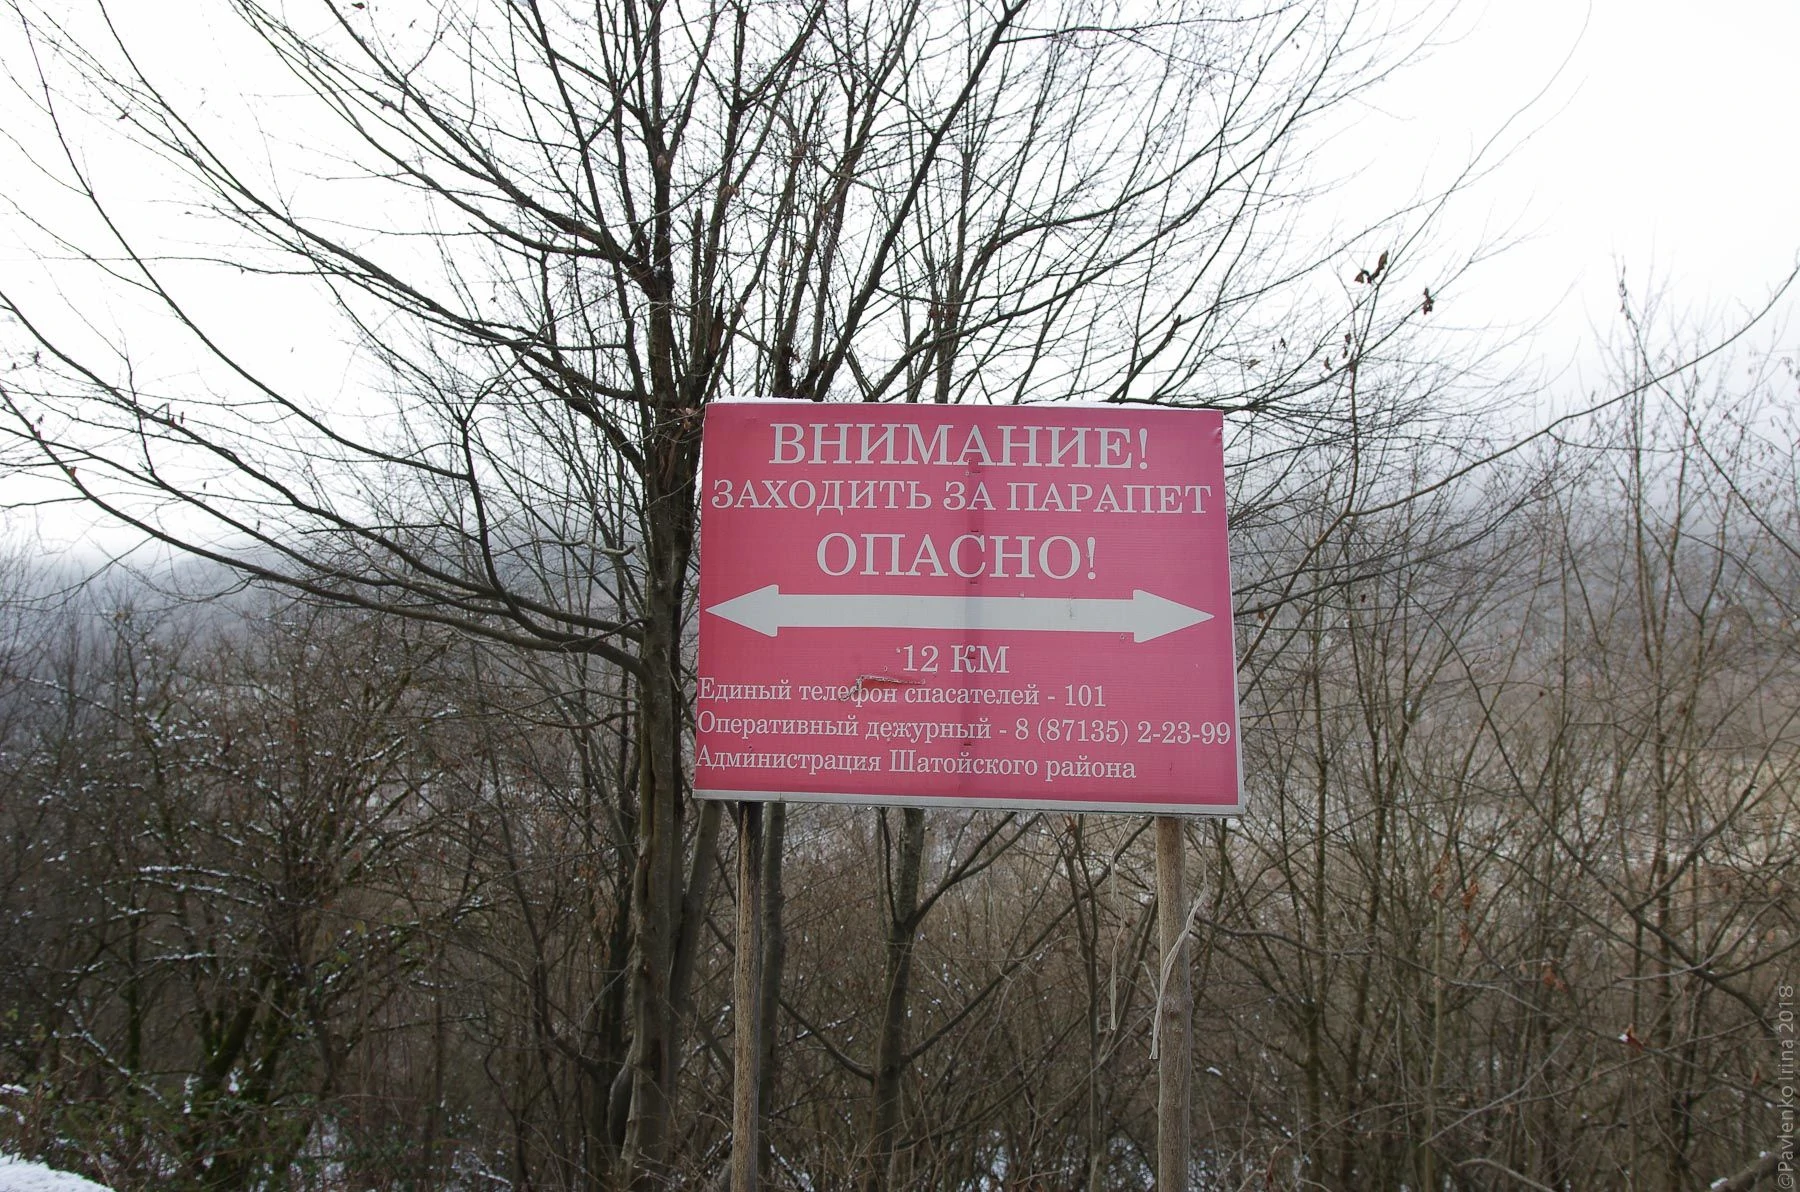 ВНИМАНИЕ!
ЗАХОДИТЬ ЗА ПАРАПЕТ
ОПАСНО!
12 КМ
Единый телефон спасателей - 101
Оперативный дежурный - 8 (87135) 2-23-99
Администрация Шатойского района
©Pavlenko Irina 2018